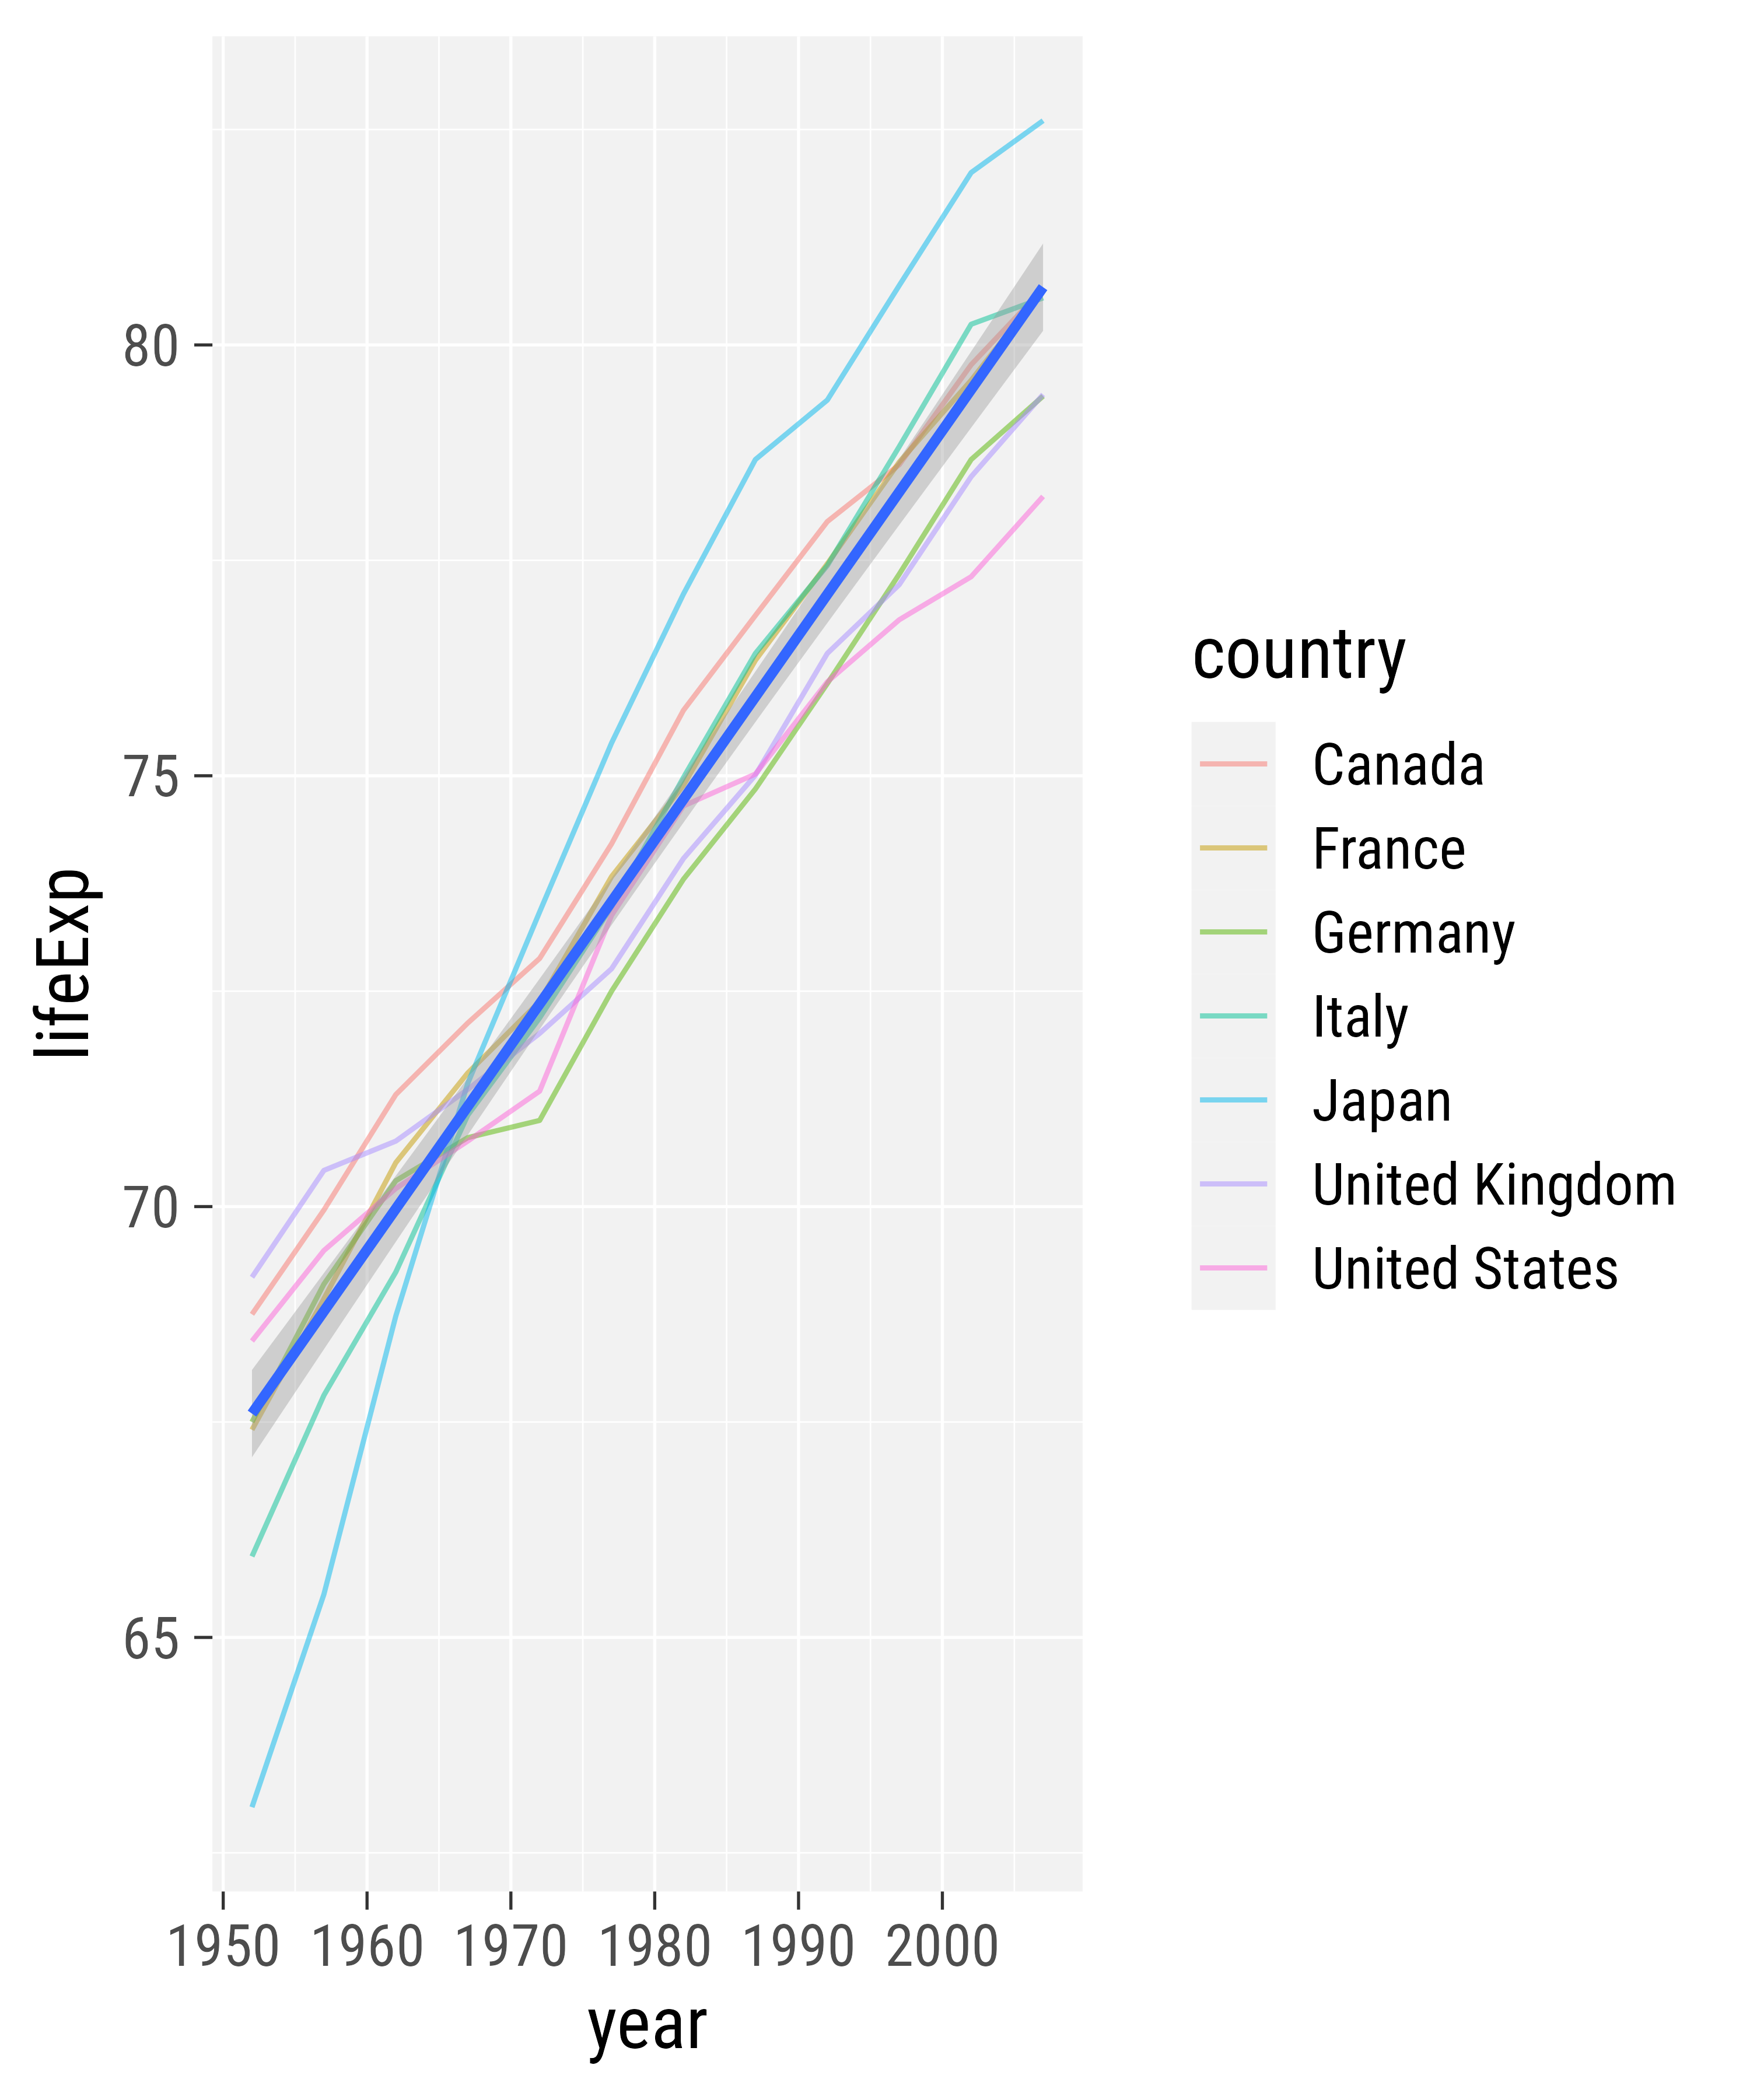 lifeExp
80
75
70
65
1950 1960 1970 1980 1990 2000
year
country
Canada
France
Germany
Italy
Japan
United Kingdom
United States